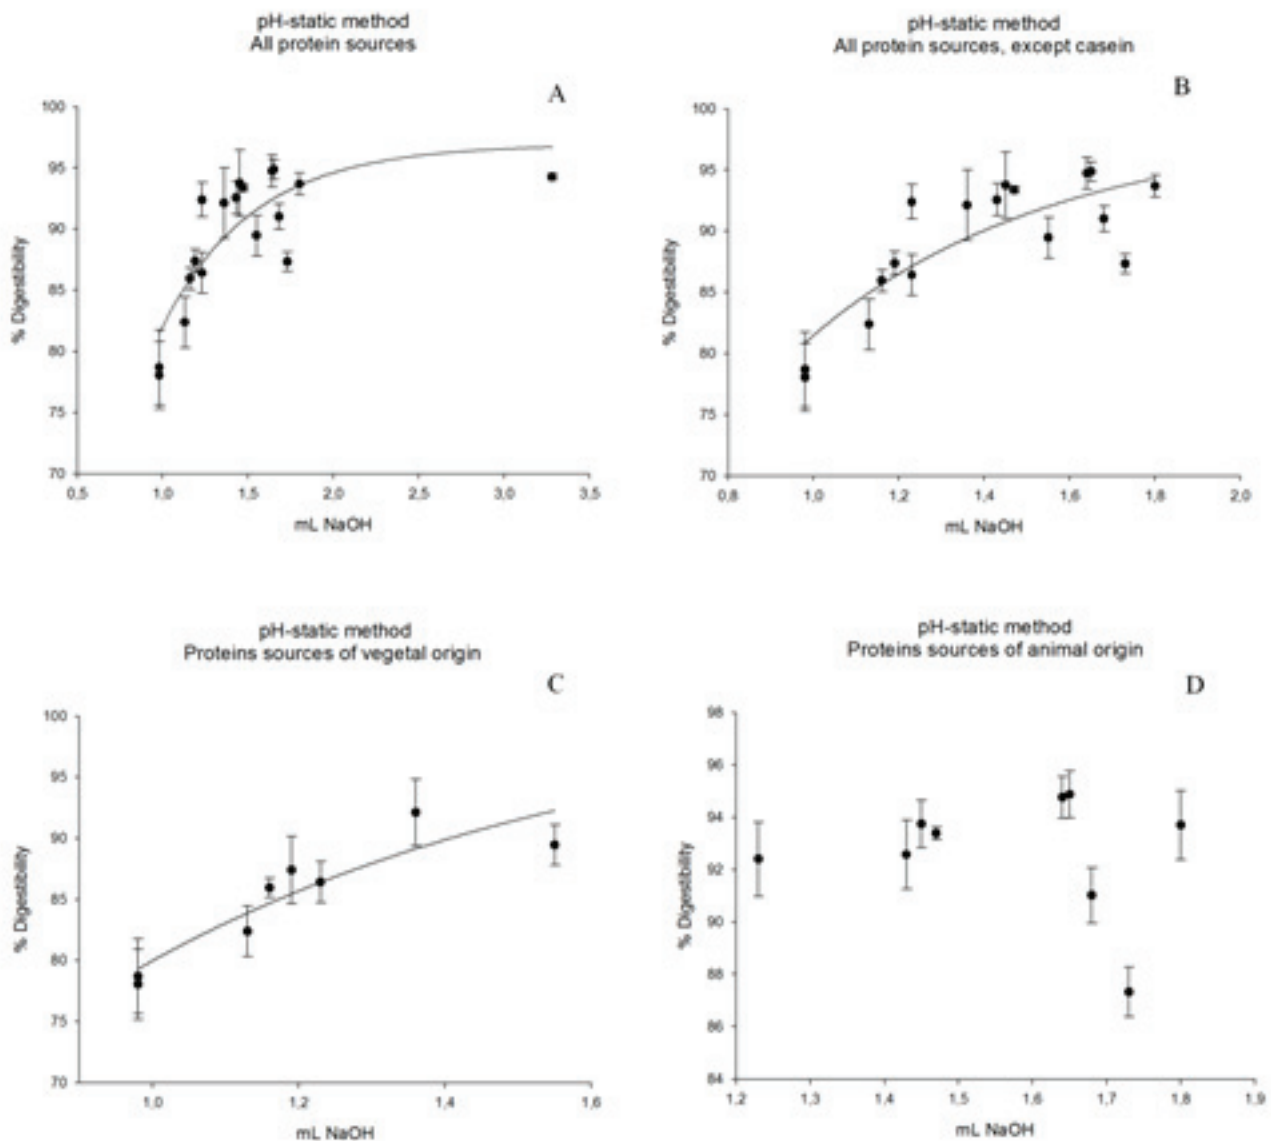 pH-static method
All protein sources
A
100
95
90
85
80
75
70
% Digestibility
0,5
1,0
1,5
2,0
2,5
3,0
3,5
mL NaOH
pH-static method
All protein sources, except casein
B
100
95
90
85
80
75
70
% Digestibility
0,8
1,0
1,2
1,4
1,6
1,8
2,0
mL NaOH
pH-static method
Proteins sources of vegetal origin
C
100
95
90
85
80
75
70
% Digestibility
1,0
1,2
1,4
1,6
mL NaOH
pH-static method
Proteins sources of animal origin
D
98
96
94
92
90
88
86
84
% Digestibility
1,2
1,3
1,4
1,5
1,6
1,7
1,8
1,9
mL NaOH